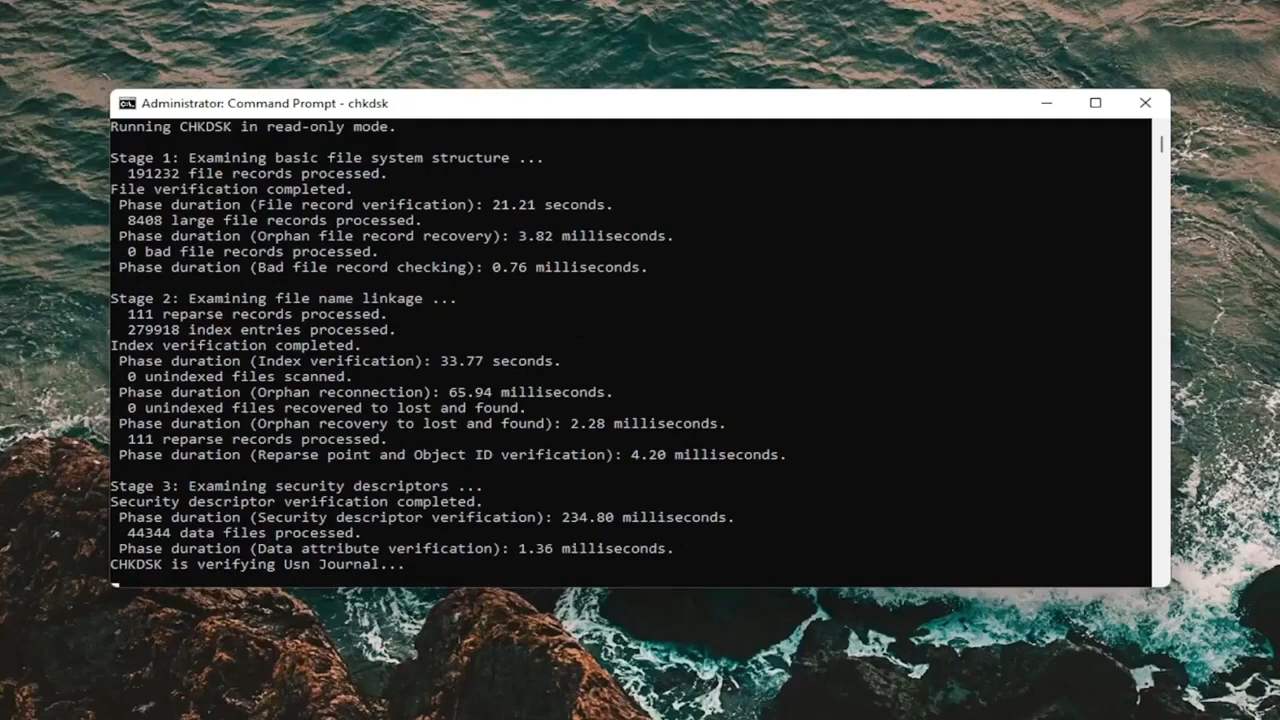 Administrator: Command Prompt - chkdsk
Running CHKDSK in read-only mode.
Stage 1: Examining basic file system structure ...
191232 file records processed.
File verification completed.
Phase duration (File record verification): 21.21 seconds.
8408 large file records processed.
Phase duration (Orphan file record recovery): 3.82 milliseconds.
0 bad file records processed.
Phase duration (Bad file record checking): 0.76 milliseconds.
Stage 2: Examining file name linkage ...
111 reparse records processed.
279918 index entries processed.
Index verification completed.
Phase duration (Index verification): 33.77 seconds.
0 unindexed files scanned.
Phase duration (Orphan reconnection): 65.94 milliseconds.
0 unindexed files recovered to lost and found.
Phase duration (Orphan recovery to lost and found): 2.28 milliseconds.
111 reparse records processed.
Phase duration (Reparse point and Object ID verification): 4.20 milliseconds.
Stage 3: Examining security descriptors ...
Security descriptor verification completed.
Phase duration (Security descriptor verification): 234.80 milliseconds.
44344 data files processed.
Phase duration (Data attribute verification): 1.36 milliseconds.
CHKDSK is verifying Usn Journal...